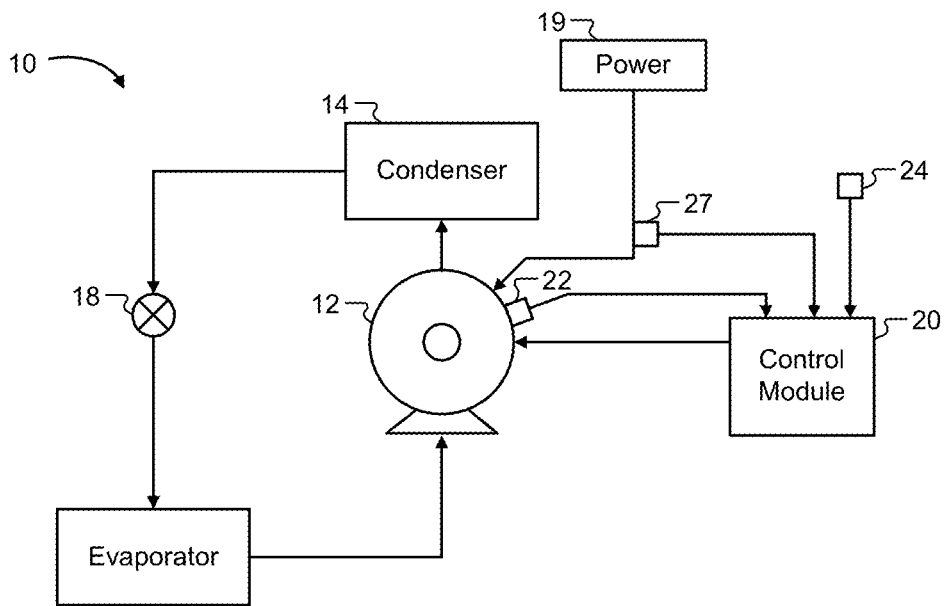 19
Power
10
14
Condenser
24
27
22
18
12
20
Control
Module
Evaporator